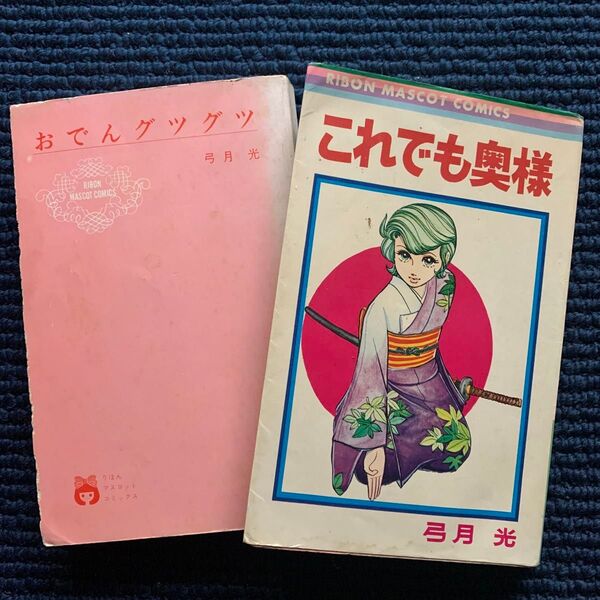 おでんグツグツ
弓月 光
RIBON
MASCOT COMICS
りぼん
マスコット
コミックス
RIBON MASCOT COMICS
これでも奥様
弓月 光